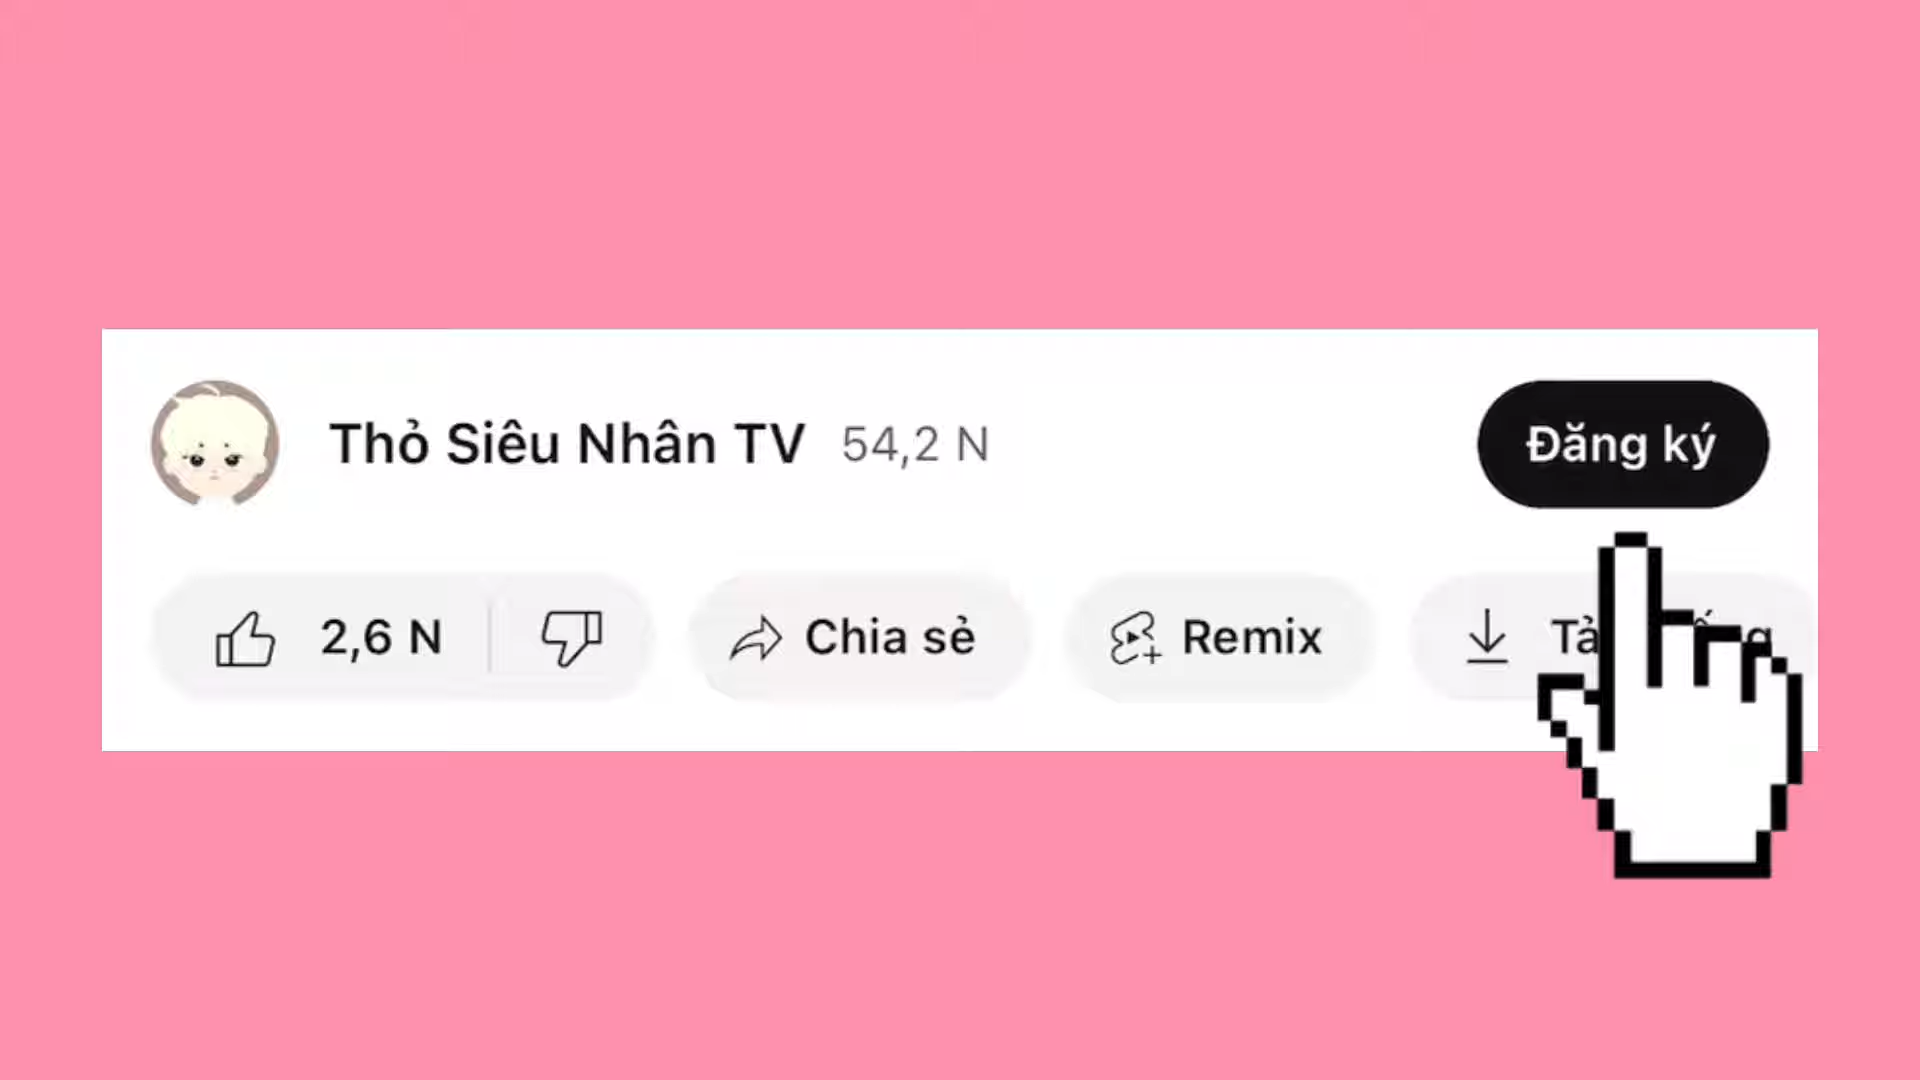 Thỏ Siêu Nhân TV 54,2 N
Đăng ký
2,6 N Chia sẻ Remix